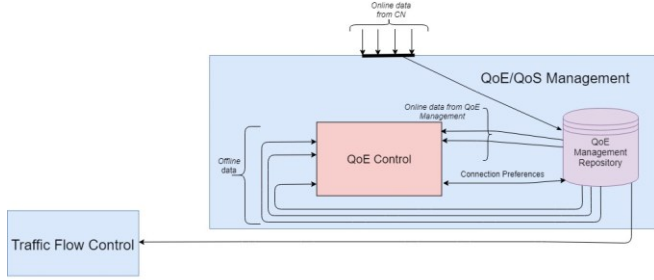 Online data
from CN
QoE/QoS Management
Online data from QoE
Management
QoE Control
QoE
Management
Repository
Offline
data
Connection Preferences
Traffic Flow Control